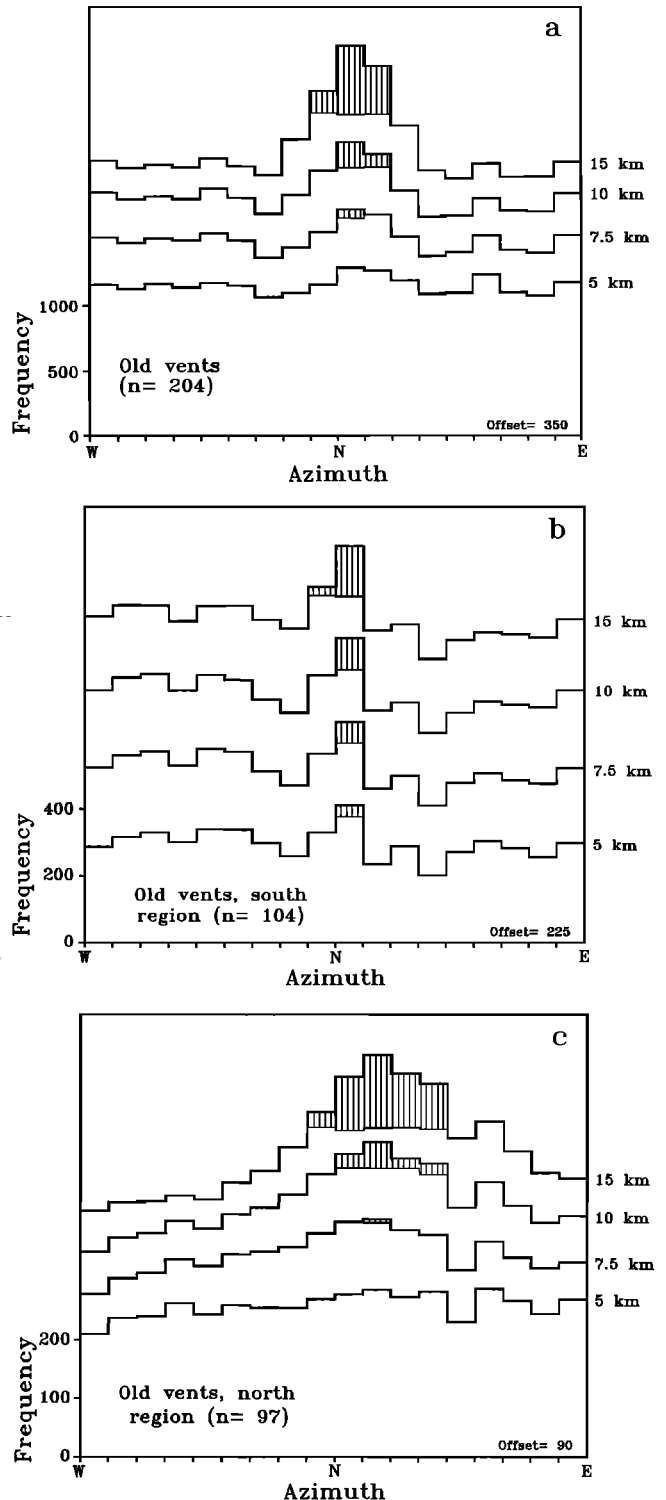 a
15 km
10 km
7.5 km
5 km
1000
500
0
Frequency
Old vents
(n= 204)
Offset= 350
W
N
E
Azimuth
b
15 km
10 km
7.5 km
5 km
400
200
0
Frequency
Old vents, south
region (n= 104)
Offset= 225
W
N
E
Azimuth
c
15 km
10 km
7.5 km
5 km
200
100
0
Frequency
Old vents, north
region (n= 97)
Offset= 90
W
N
E
Azimuth